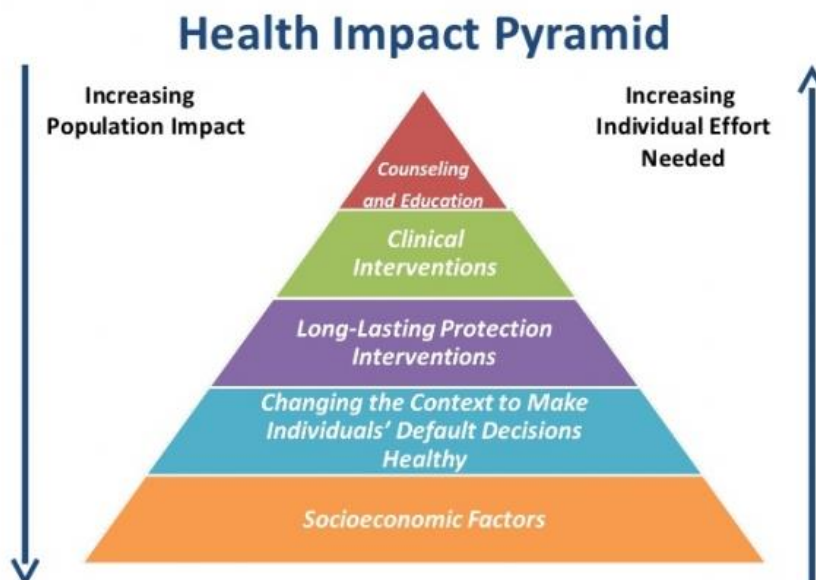 Health Impact Pyramid
Increasing
Population Impact
Increasing
Individual Effort
Needed
Counseling
and Education
Clinical
Interventions
Long-Lasting Protection
Interventions
Changing the Context to Make
Individuals’ Default Decisions
Healthy
Socioeconomic Factors